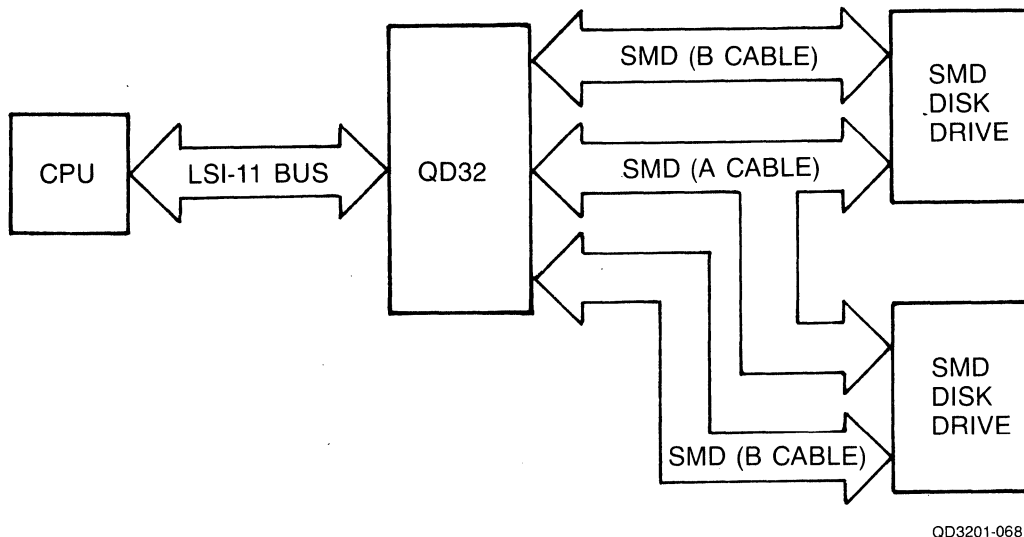 SMD (B CABLE)
SMD
DISK
DRIVE
CPU
LSI-11 BUS
QD32
SMD (A CABLE)
SMD
DISK
DRIVE
SMD (B CABLE)
QD3201-068